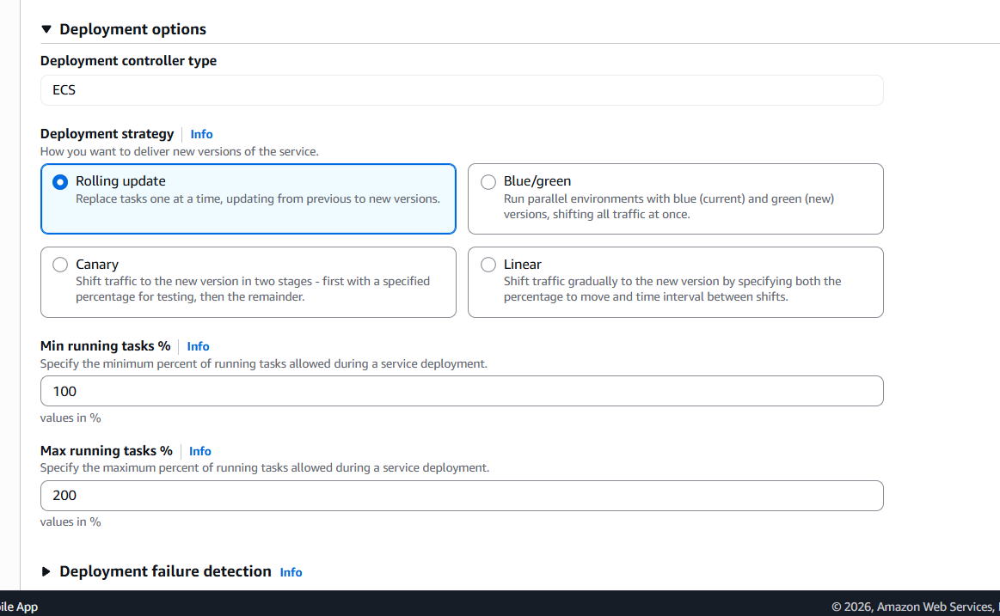 Deployment options
Deployment controller type
ECS
Deployment strategy Info
How you want to deliver new versions of the service.
Rolling update
Replace tasks one at a time, updating from previous to new versions.
Blue/green
Run parallel environments with blue (current) and green (new)
versions, shifting all traffic at once.
Canary
Shift traffic to the new version in two stages - first with a specified
percentage for testing, then the remainder.
Linear
Shift traffic gradually to the new version by specifying both the
percentage to move and time interval between shifts.
Min running tasks % Info
Specify the minimum percent of running tasks allowed during a service deployment.
100
values in %
Max running tasks % Info
Specify the maximum percent of running tasks allowed during a service deployment.
200
values in %
Deployment failure detection Info
App
© 2026, Amazon Web Services,